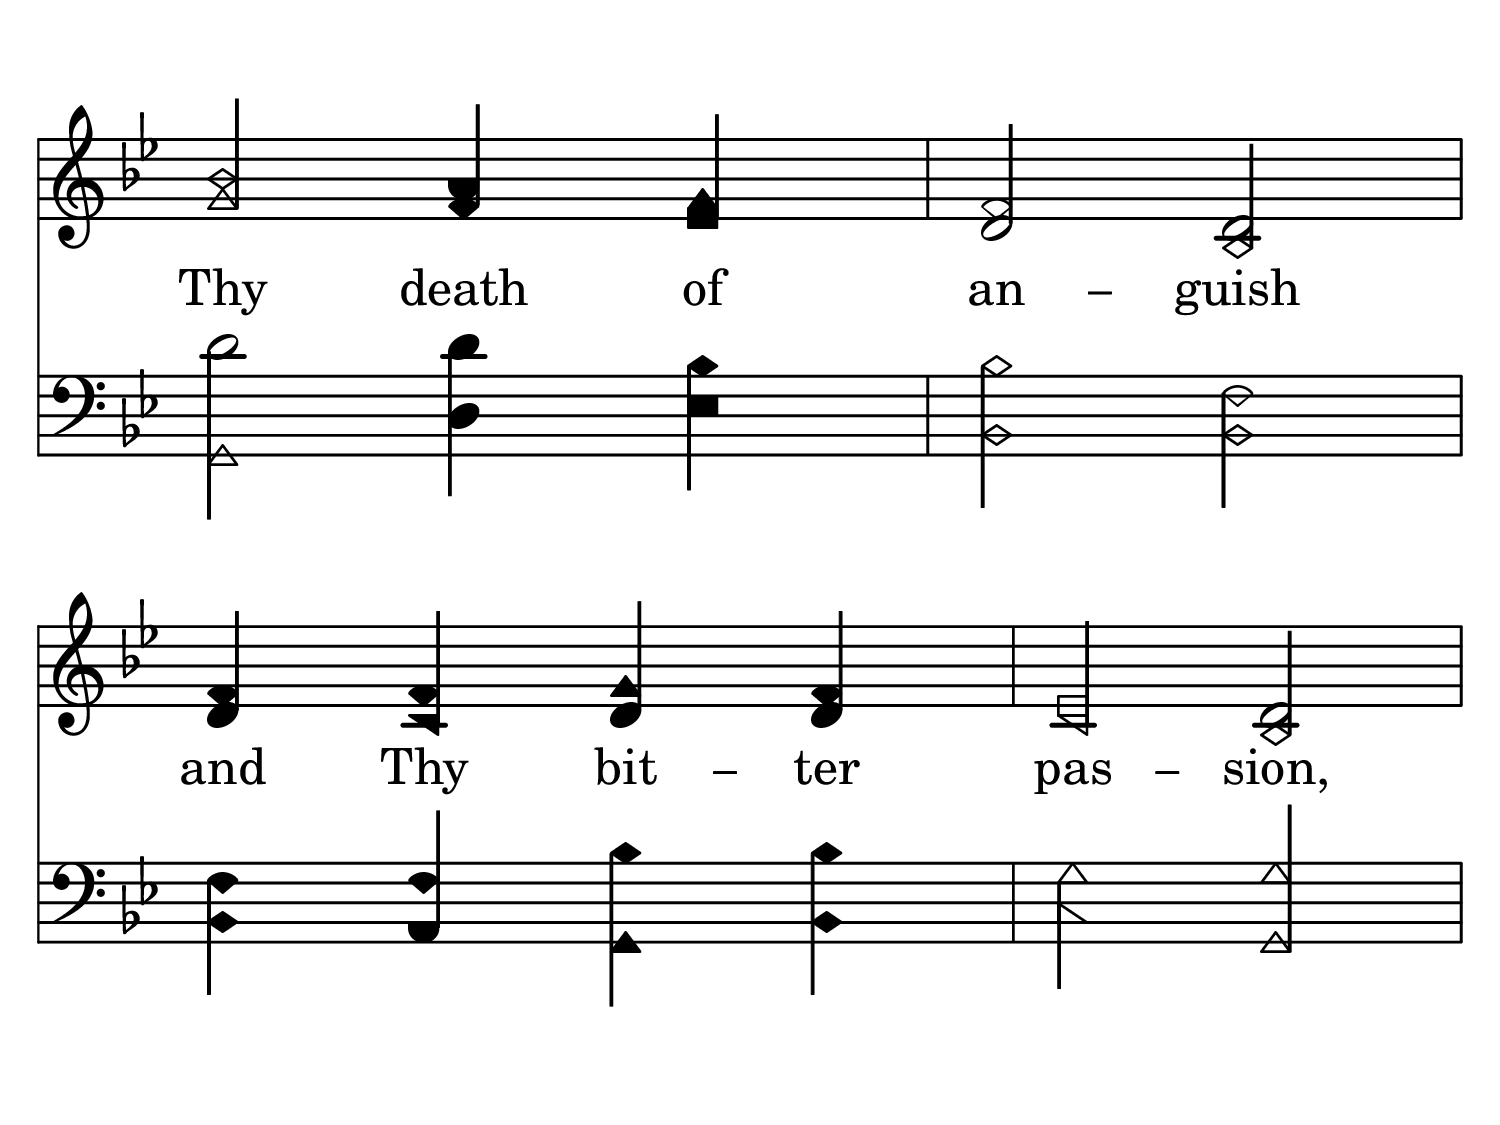 Thy death of an – guish
and Thy bit – ter pas – sion,